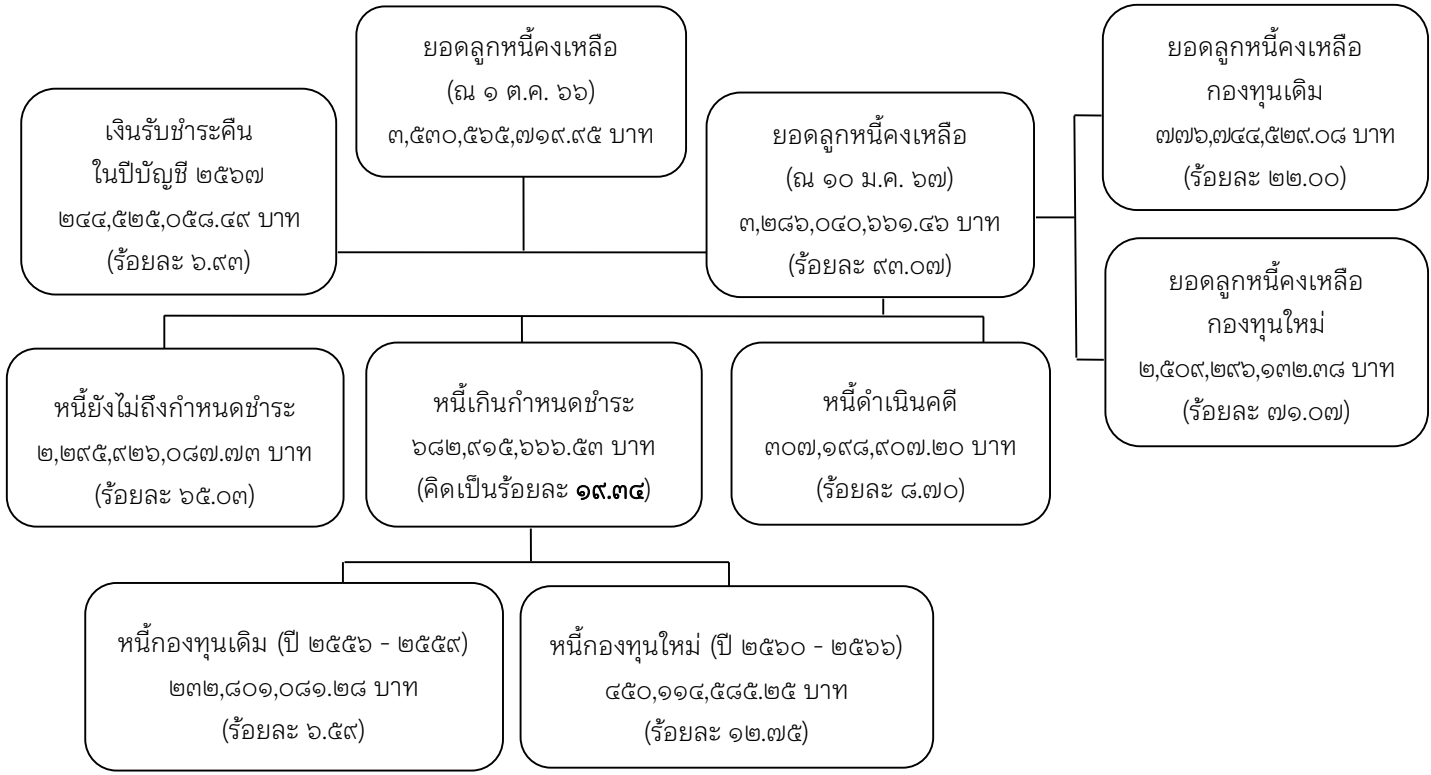 ยอดลูกหนี้คงเหลือ
(ณ ๑ ต.ค. ๖๖)
๓,๕๓๐,๕๖๕,๗๑๙.๙๕ บาท
เงินรับชำระคืน
ในปีบัญชี ๒๕๖๗
๒๔๔,๕๒๕,๐๕๘.๔๙ บาท
(ร้อยละ ๖.๙๓)
ยอดลูกหนี้คงเหลือ
(ณ ๑๐ ม.ค. ๖๗)
๓,๒๘๖,๐๔๐,๖๖๑.๔๖ บาท
(ร้อยละ ๙๓.๐๗)
ยอดลูกหนี้คงเหลือ
กองทุนเดิม
๗๗๖,๗๔๔,๕๒๙.๐๘ บาท
(ร้อยละ ๒๒.๐๐)
ยอดลูกหนี้คงเหลือ
กองทุนใหม่
๒,๕๐๙,๒๙๖,๑๓๒.๓๘ บาท
(ร้อยละ ๗๑.๐๗)
หนี้ยังไม่ถึงกำหนดชำระ
๒,๒๙๕,๙๒๖,๐๘๗.๗๓ บาท
(ร้อยละ ๖๕.๐๓)
หนี้เกินกำหนดชำระ
๖๘๒,๙๑๕,๖๖๖.๕๓ บาท
(คิดเป็นร้อยละ ๑๙.๓๔)
หนี้ดำเนินคดี
๓๐๗,๑๙๘,๙๐๗.๒๐ บาท
(ร้อยละ ๘.๗๐)
หนี้กองทุนเดิม (ปี ๒๕๕๖ - ๒๕๕๙)
๒๓๒,๘๐๑,๐๘๑.๒๘ บาท
(ร้อยละ ๖.๕๙)
หนี้กองทุนใหม่ (ปี ๒๕๖๐ - ๒๕๖๖)
๔๕๐,๑๑๔,๕๘๕.๒๕ บาท
(ร้อยละ ๑๒.๗๕)